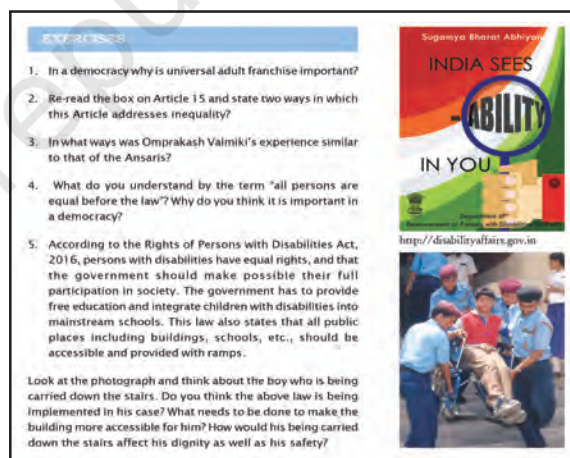 EXERCISES
1. In a democracy why is universal adult franchise important?
2. Re-read the box on Article 15 and state two ways in which
this Article addresses inequality?
3. In what ways was Omprakash Valmiki's experience similar
to that of the Ansaris?
4. What do you understand by the term "all persons are
equal before the law"? Why do you think it is important in
a democracy?
5. According to the Rights of Persons with Disabilities Act,
2016, persons with disabilities have equal rights, and that
the government should make possible their full
participation in society. The government has to provide
free education and integrate children with disabilities into
mainstream schools. This law also states that all public
places including buildings, schools, etc., should be
accessible and provided with ramps.
Look at the photograph and think about the boy who is being
carried down the stairs. Do you think the above law is being
implemented in his case? What needs to be done to make the
building more accessible for him? How would his being carried
down the stairs affect his dignity as well as his safety?
Sugamya Bharat Abhiyan
INDIA SEES
-ABILITY
IN YOU
Department of
Empowerment of Persons with Disabilities
http://disabilityaffairs.gov.in